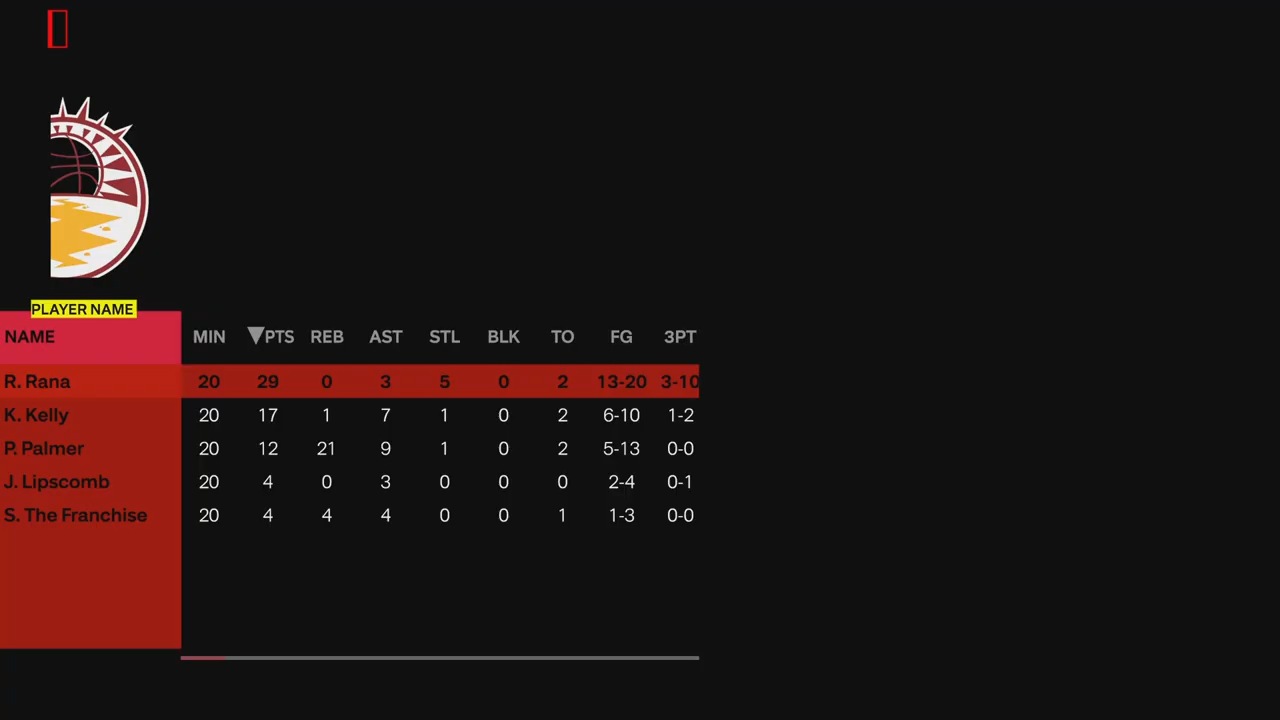 PLAYER NAME
NAME MIN ▼PTS REB AST STL BLK TO FG 3PT
R. Rana 20 29 0 3 5 0 2 13-20 3-10
K. Kelly 20 17 1 7 1 0 2 6-10 1-2
P. Palmer 20 12 21 9 1 0 2 5-13 0-0
J. Lipscomb 20 4 0 3 0 0 0 2-4 0-1
S. The Franchise 20 4 4 4 0 0 1 1-3 0-0